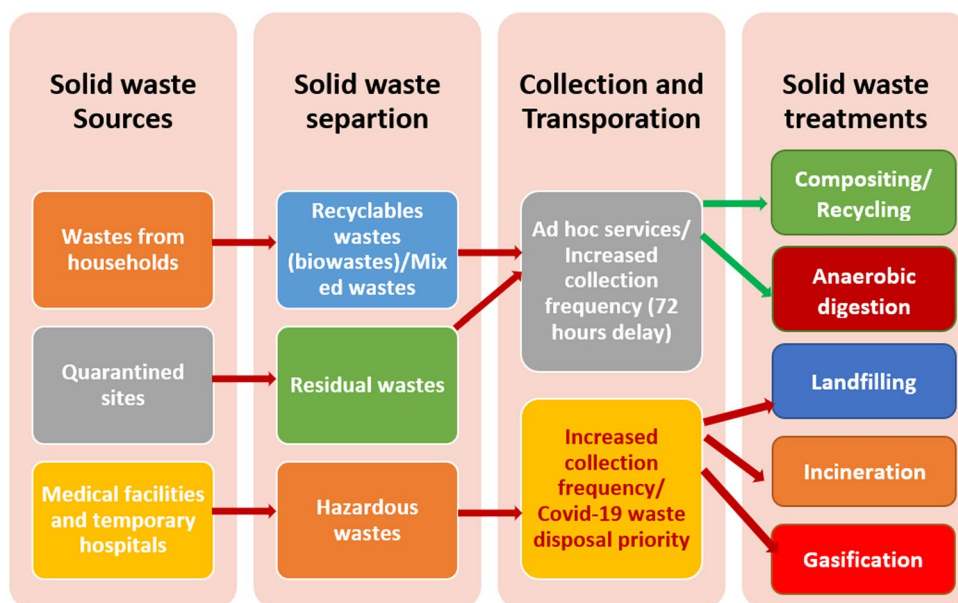 Solid waste
Sources
Wastes from
households
Quarantined
sites
Medical facilities
and temporary
hospitals
Solid waste
separtion
Recyclables
wastes
(biowastes)/Mix
ed wastes
Residual wastes
Hazardous
wastes
Collection and
Transporation
Ad hoc services/
Increased
collection
frequency (72
hours delay)
Increased
collection
frequency/
Covid-19 waste
disposal priority
Solid waste
treatments
Compositing/
Recycling
Anaerobic
digestion
Landfilling
Incineration
Gasification